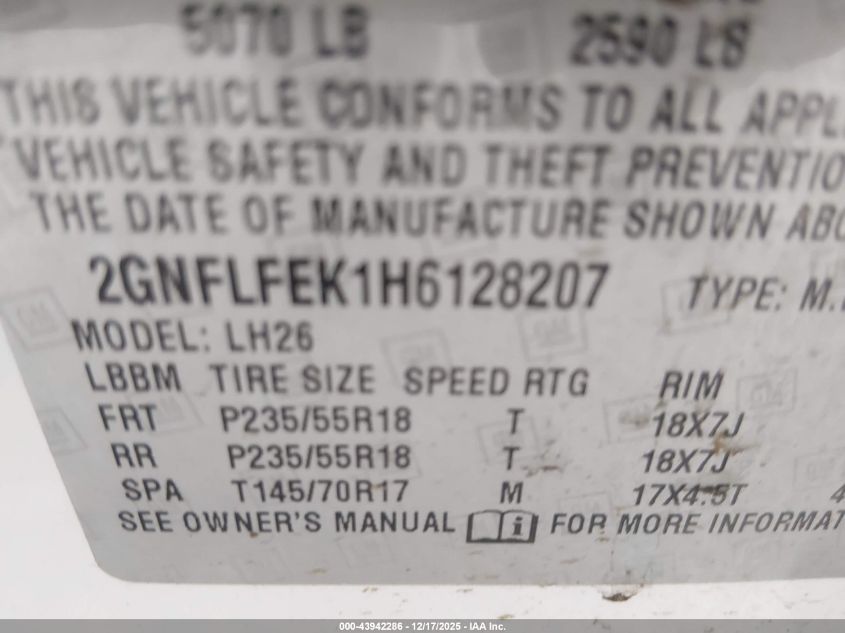 5070 LB 2590 LB
THIS VEHICLE CONFORMS TO ALL APPL
VEHICLE SAFETY AND THEFT PREVENTIO
THE DATE OF MANUFACTURE SHOWN ABO
2GNFLFEK1H6128207 TYPE: M.
MODEL: LH26
LBBM TIRE SIZE SPEED RTG RIM
FRT P235/55R18 T 18X7J
RR P235/55R18 T 18X7J
SPA T145/70R17 M 17X4.5T 4
SEE OWNER'S MANUAL i FOR MORE INFORMAT
000-43942286 - 12/17/2025 - IAA Inc.